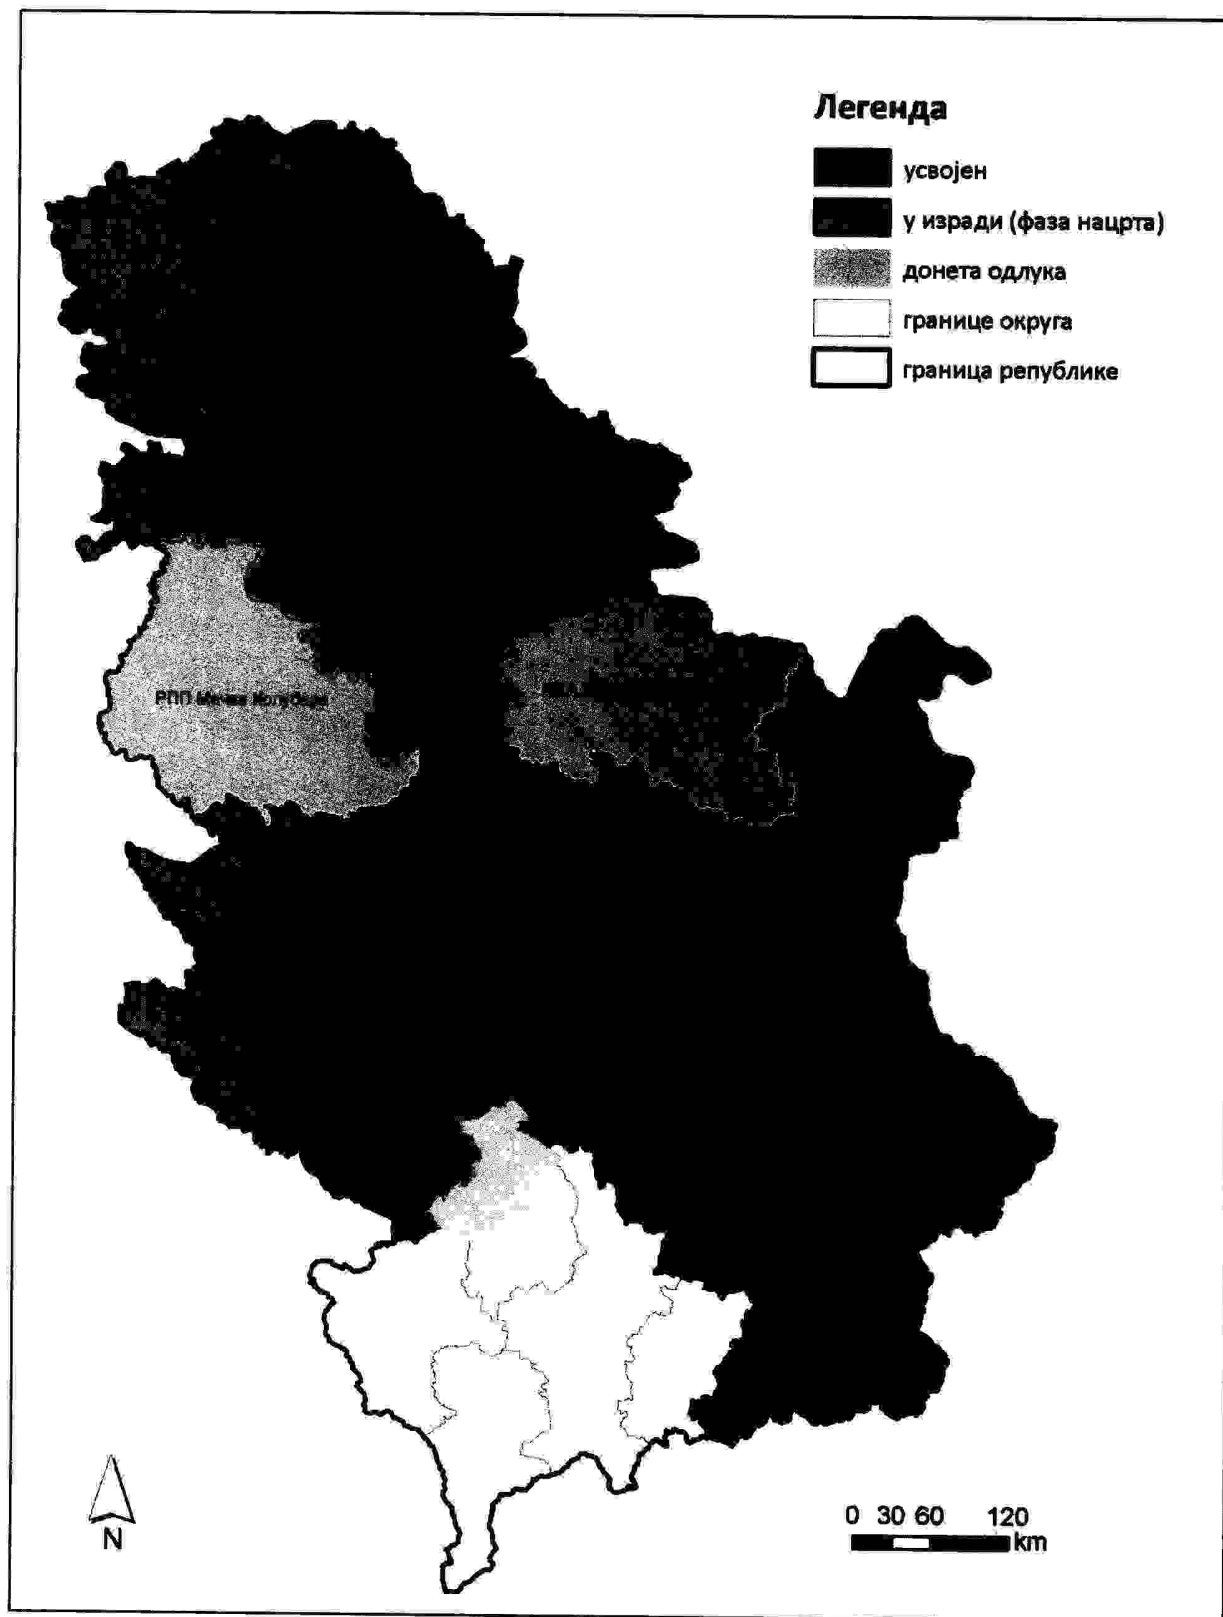 Легенда
усвојен
у изради (фаза нацрта)
донета одлука
границе округа
граница републике
РПП
N
0 30 60 120
km